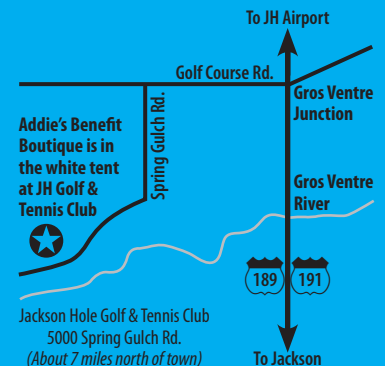 To JH Airport
Golf Course Rd.
Gros Ventre
Junction
Spring Gulch Rd.
Addie's Benefit
Boutique is in
the white tent
at JH Golf &
Tennis Club
Gros Ventre
River
189
191
Jackson Hole Golf & Tennis Club
5000 Spring Gulch Rd.
(About 7 miles north of town)
To Jackson